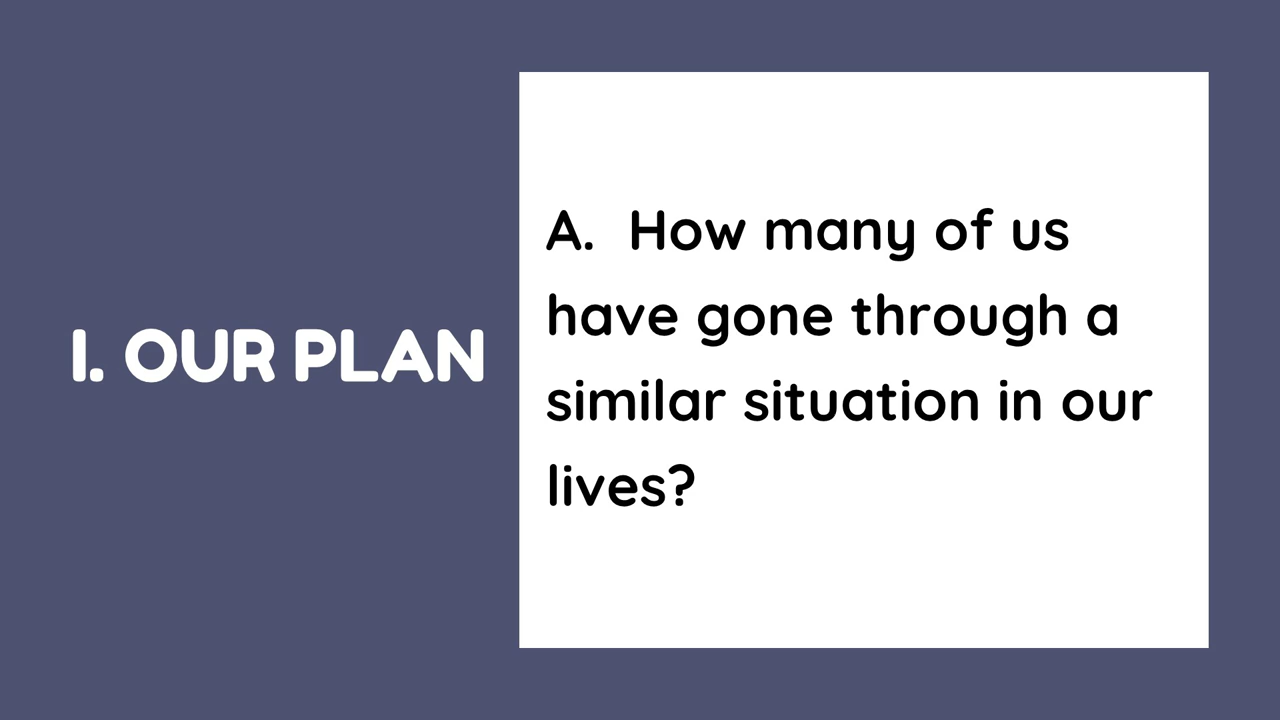 I. OUR PLAN
A.  How many of us
have gone through a
similar situation in our
lives?